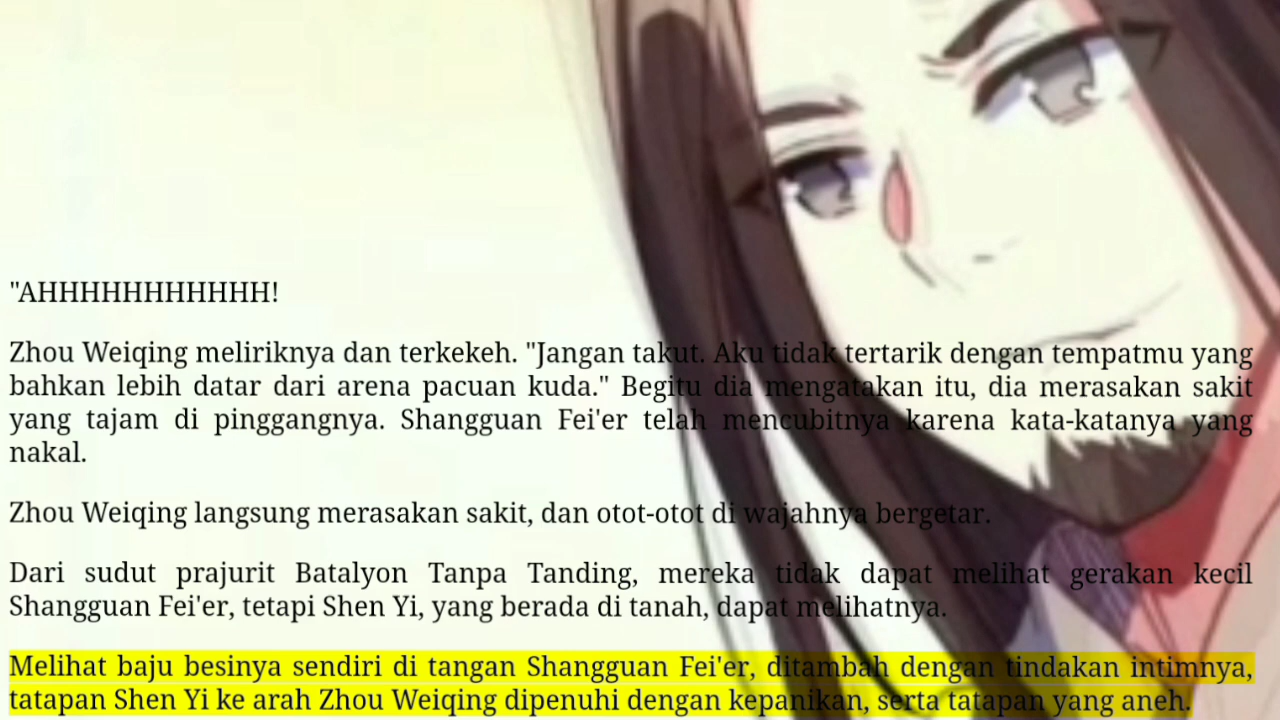 "AHHHHHHHHHHHH!
Zhou Weiqing meliriknya dan terkekeh. "Jangan takut. Aku tidak tertarik dengan tempatmu yang
bahkan lebih datar dari arena pacuan kuda." Begitu dia mengatakan itu, dia merasakan sakit
yang tajam di pinggangnya. Shangguan Fei'er telah mencubitnya karena kata-katanya yang
nakal.
Zhou Weiqing langsung merasakan sakit, dan otot-otot di wajahnya bergetar.
Dari sudut prajurit Batalyon Tanpa Tanding, mereka tidak dapat melihat gerakan kecil
Shangguan Fei'er, tetapi Shen Yi, yang berada di tanah, dapat melihatnya.
Melihat baju besinya sendiri di tangan Shangguan Fei'er, ditambah dengan tindakan intimnya,
tatapan Shen Yi ke arah Zhou Weiqing dipenuhi dengan kepanikan, serta tatapan yang aneh.